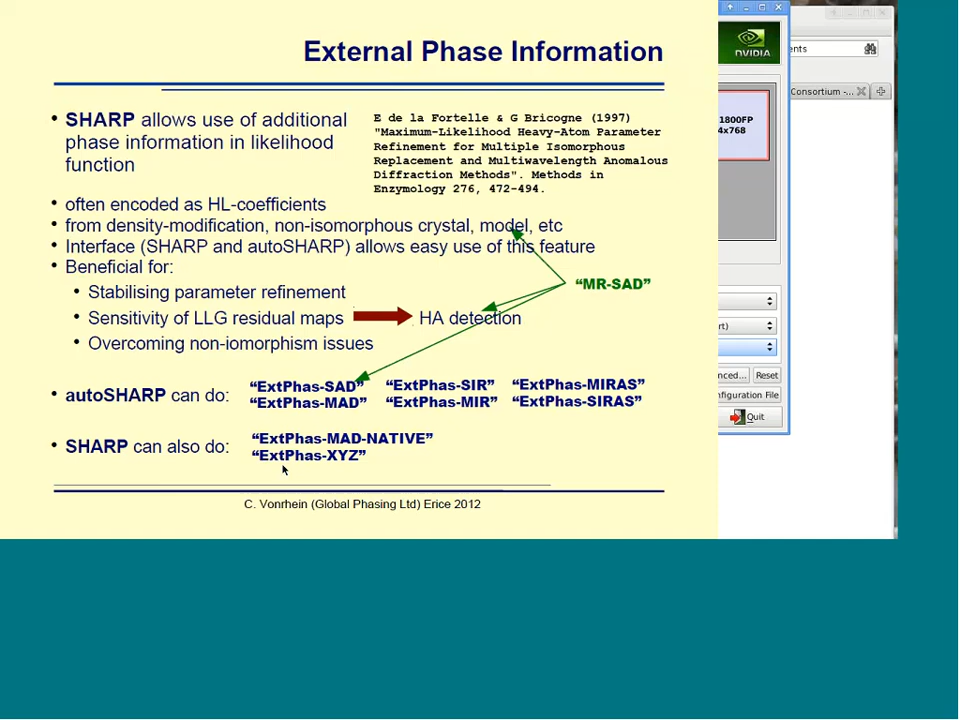 External Phase Information
• SHARP allows use of additional
phase information in likelihood
function
E de la Fortelle & G Bricogne (1997)
"Maximum-Likelihood Heavy-Atom Parameter
Refinement for Multiple Isomorphous
Replacement and Multiwavelength Anomalous
Diffraction Methods". Methods in
Enzymology 276, 472-494.
• often encoded as HL-coefficients
• from density-modification, non-isomorphous crystal, model, etc
• Interface (SHARP and autoSHARP) allows easy use of this feature
• Beneficial for:
• Stabilising parameter refinement
• Sensitivity of LLG residual maps
HA detection
• Overcoming non-iomorphism issues
“MR-SAD”
• autoSHARP can do:
“ExtPhas-SAD” “ExtPhas-SIR” “ExtPhas-MIRAS”
“ExtPhas-MAD” “ExtPhas-MIR” “ExtPhas-SIRAS”
• SHARP can also do:
“ExtPhas-MAD-NATIVE”
“ExtPhas-XYZ”
C. Vonrhein (Global Phasing Ltd) Erice 2012
NVIDIA
1800FP
4x768
rt)
nced... Reset
nfiguration File
Quit
ents
Consortium -...